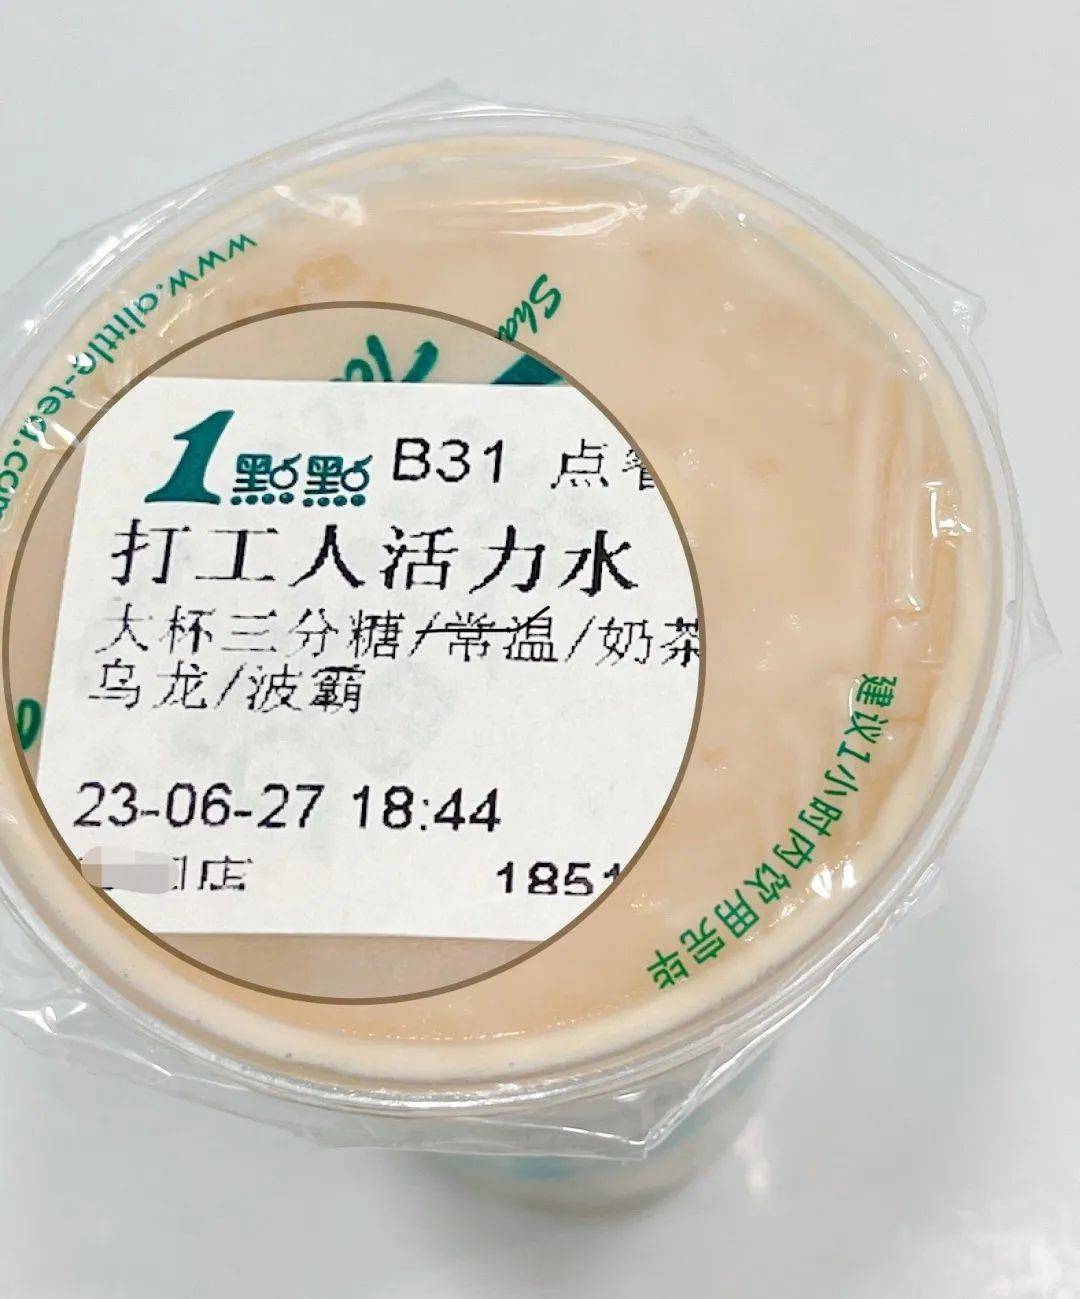 www.alittle-tea.com
Sha
1點點 B31 点
打工人活力水
大杯三分糖/常温/奶茶
乌龙/波霸
23-06-27 18:44
店 1851
建议1小时内饮用完毕